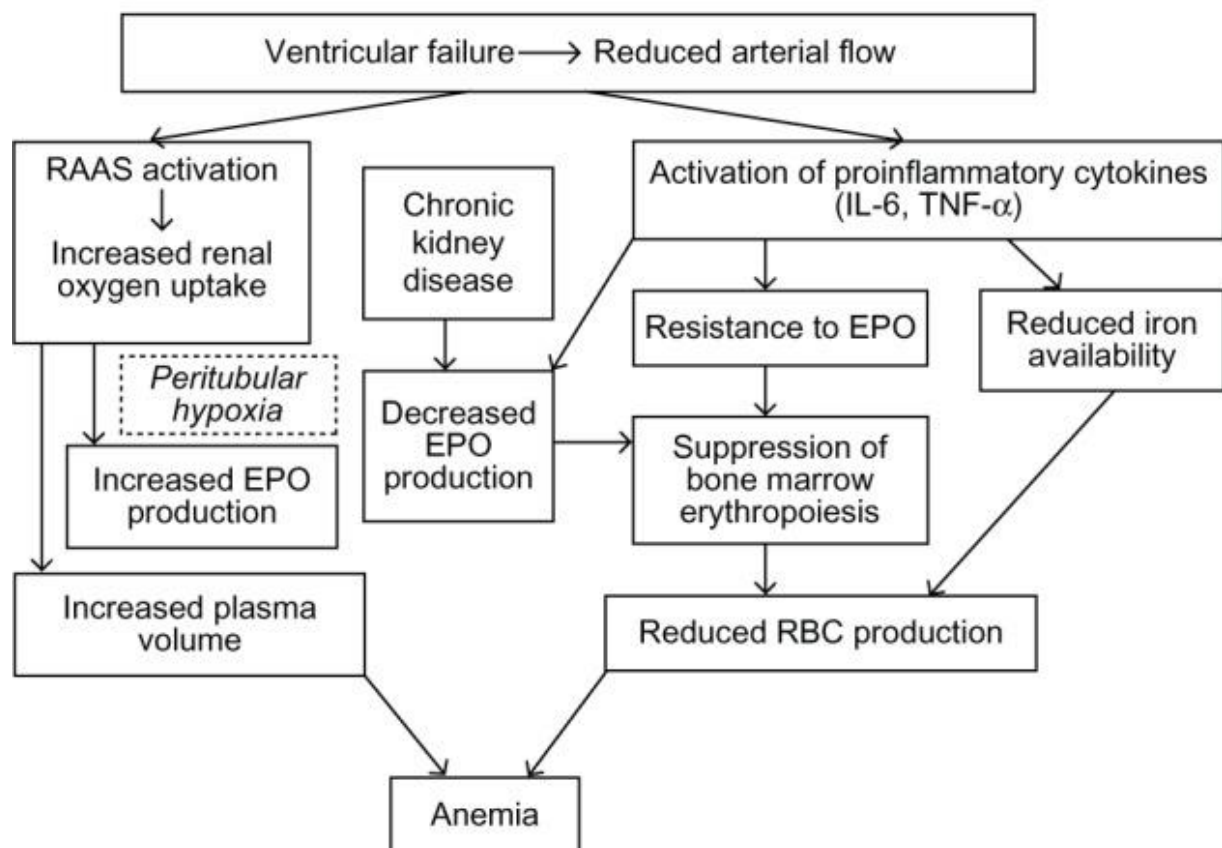 Ventricular failure → Reduced arterial flow
RAAS activation
Increased renal
oxygen uptake
Chronic
kidney
disease
Activation of proinflammatory cytokines
(IL-6, TNF-α)
Peritubular
hypoxia
Resistance to EPO
Reduced iron
availability
Increased EPO
production
Decreased
EPO
production
Suppression of
bone marrow
erythropoiesis
Increased plasma
volume
Reduced RBC production
Anemia